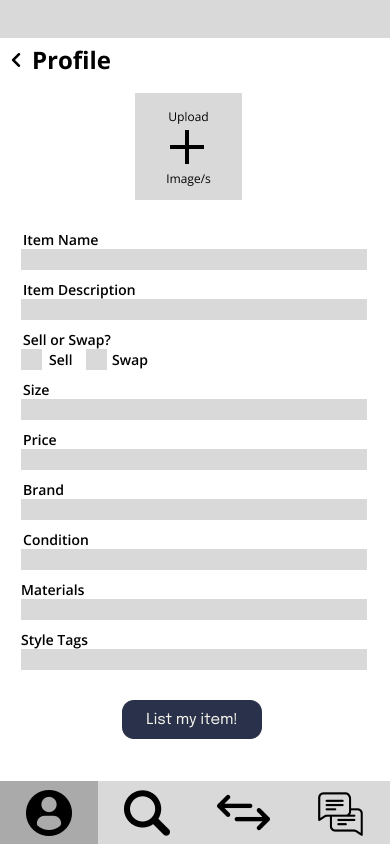 Profile
Upload
Image/s
Item Name
Item Description
Sell or Swap?
Sell Swap
Size
Price
Brand
Condition
Materials
Style Tags
List my item!